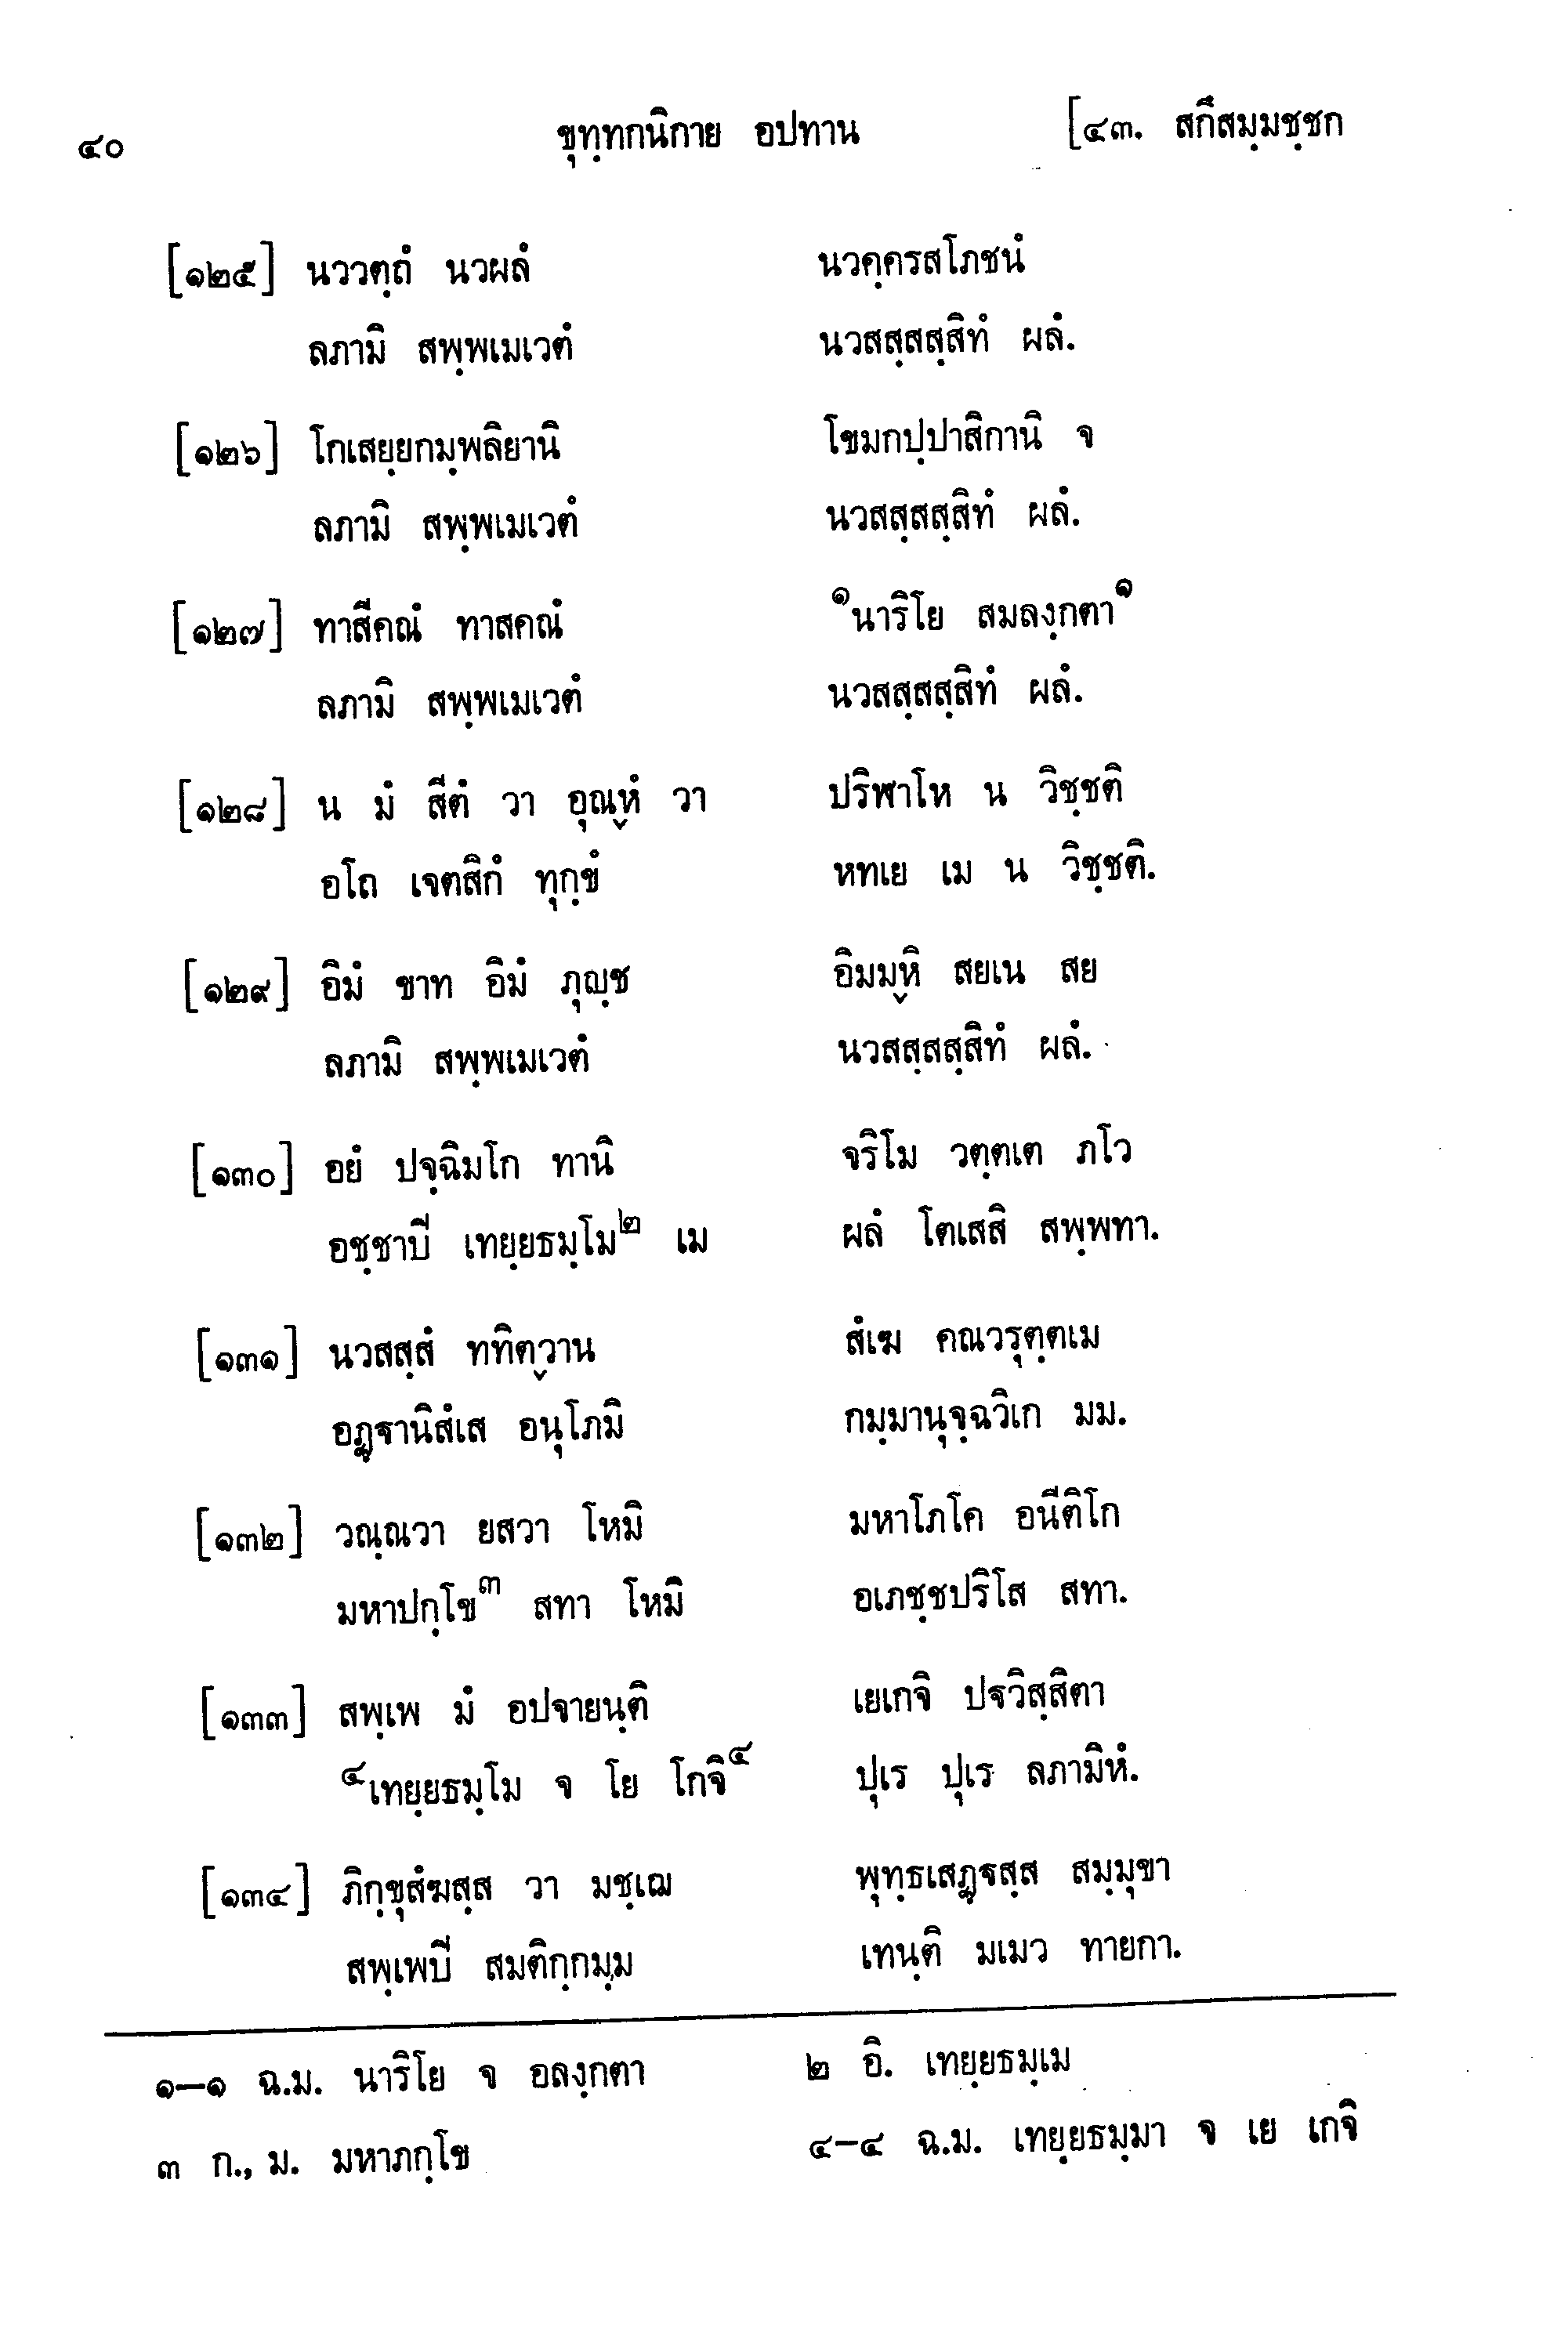 ๔๐ ขุทฺทกนิกาย อปทาน [๔๓. สกึสมฺมชฺชก
[๑๒๕] นววตฺถํ นวผลํ นวคฺครสโภชนํ
ลภามิ สพฺพเมเวตํ นวสสฺสสฺสิทํ ผลํ.
[๑๒๖] โกเสยฺยกมฺพลิยานิ โขมกปฺปาสิกานิ จ
ลภามิ สพฺพเมเวตํ นวสสฺสสฺสิทํ ผลํ.
[๑๒๗] ทาสีคณํ ทาสคณํ ๑นาริโย สมลงฺกตา๑
ลภามิ สพฺพเมเวตํ นวสสฺสสฺสิทํ ผลํ.
[๑๒๘] น มํ สีตํ วา อุณฺหํ วา ปริฬาโห น วิชฺชติ
อโถ เจตสิกํ ทุกฺขํ หทเย เม น วิชฺชติ.
[๑๒๙] อิมํ ขาท อิมํ ภุญฺช อิมมฺหิ สยเน สย
ลภามิ สพฺพเมเวตํ นวสสฺสสฺสิทํ ผลํ.
[๑๓๐] อยํ ปจฺฉิมโก ทานิ จริโม วตฺตเต ภโว
อชฺชาปี เทยฺยธมฺโม๒ เม ผลํ โตเสสิ สพฺพทา.
[๑๓๑] นวสสฺสํ ททิตฺวาน สํเฆ คณวรุตฺตเม
อฏฺฐานิสํเส อนุโภมิ กมฺมานุจฺฉวิเก มม.
[๑๓๒] วณฺณวา ยสวา โหมิ มหาโภโค อนีติโก
มหาปกฺโข๓ สทา โหมิ อเภชฺชปริโส สทา.
[๑๓๓] สพฺเพ มํ อปจายนฺติ เยเกจิ ปฐวิสฺสิตา
๔เทยฺยธมฺโม จ โย โกจิ๔ ปุเร ปุเร ลภามิหํ.
[๑๓๔] ภิกฺขุสํฆสฺส วา มชฺเฌ พุทฺธเสฏฺฐสฺส สมฺมุขา
สพฺเพปี สมติกฺกมฺม เทนฺติ มเมว ทายกา.
๑–๑ ฉ.ม. นาริโย จ อลงฺกตา ๒ อิ. เทยฺยธมฺเม
๓ ก., ม. มหาภกฺโข ๔–๔ ฉ.ม. เทยฺยธมฺมา จ เย เกจิ